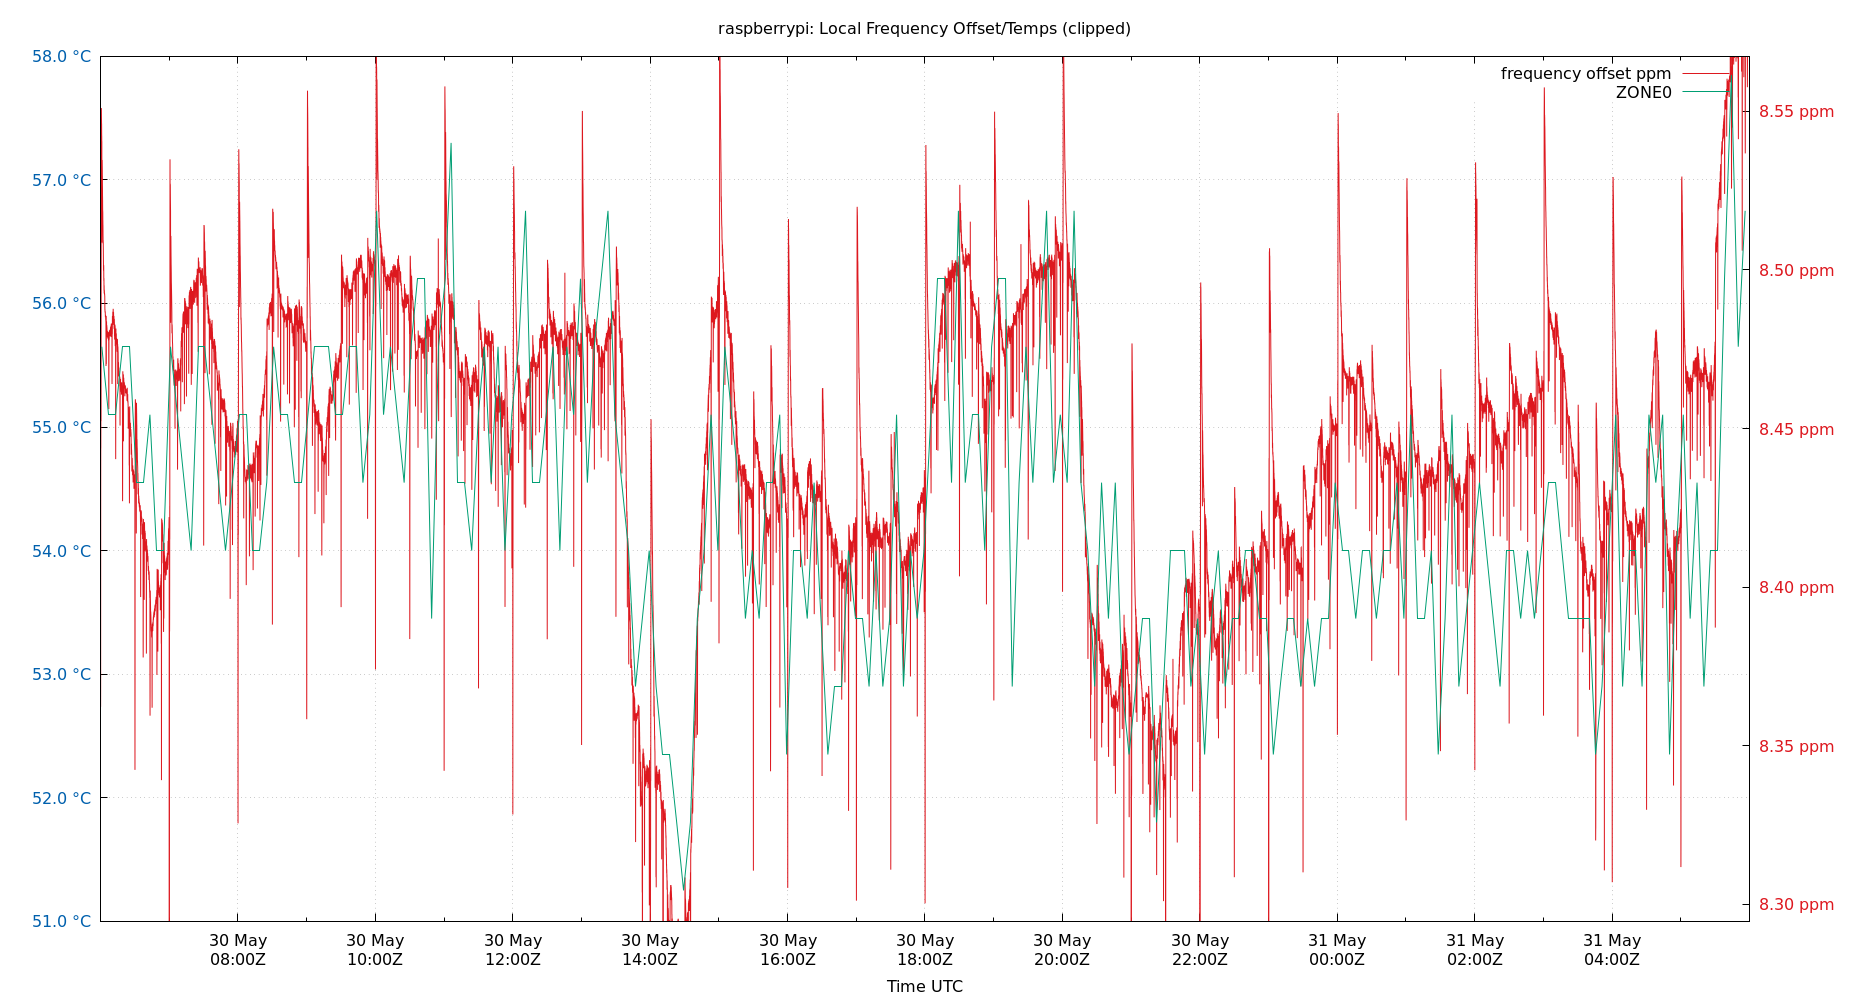 raspberrypi: Local Frequency Offset/Temps (clipped)
58.0 °C
57.0 °C
56.0 °C
55.0 °C
54.0 °C
53.0 °C
52.0 °C
51.0 °C
frequency offset ppm
ZONE0
8.55 ppm
8.50 ppm
8.45 ppm
8.40 ppm
8.35 ppm
8.30 ppm
30 May
08:00Z
30 May
10:00Z
30 May
12:00Z
30 May
14:00Z
30 May
16:00Z
30 May
18:00Z
30 May
20:00Z
30 May
22:00Z
31 May
00:00Z
31 May
02:00Z
31 May
04:00Z
Time UTC